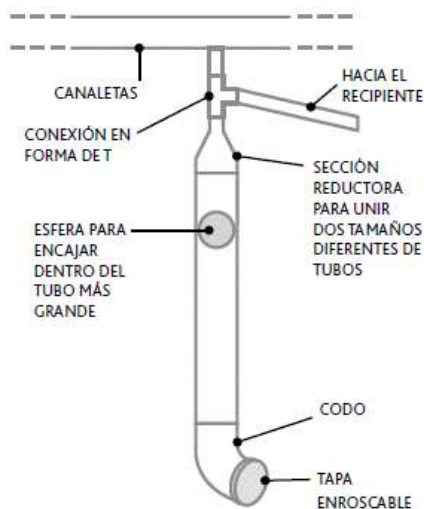 CANALETAS
HACIA EL
RECIPIENTE
CONEXIÓN EN
FORMA DE T
SECCIÓN
REDUCTORA
PARA UNIR
DOS TAMAÑOS
DIFERENTES DE
TUBOS
ESFERA PARA
ENCAJAR
DENTRO DEL
TUBO MÁS
GRANDE
CODO
TAPA
ENROSCABLE